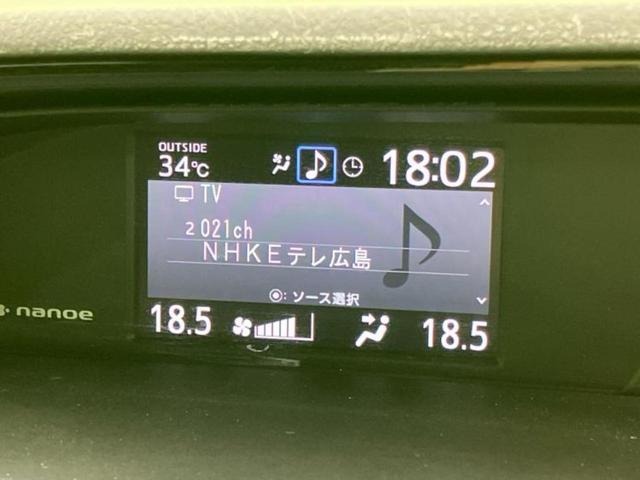 OUTSIDE
34℃ 18:02
TV
2 021ch
NHKEテレ広島
◉: ソース選択
nanoe
18.5 18.5